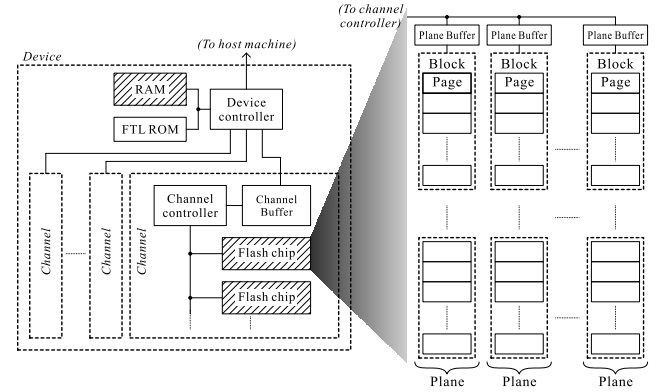 (To host machine)
Device
RAM
FTL ROM
Device
controller
Channel
Channel
Channel
Channel
controller
Channel
Buffer
Flash chip
Flash chip
(To channel
controller)
Plane Buffer
Plane Buffer
Plane Buffer
Block
Block
Block
Page
Page
Page
Plane
Plane
Plane